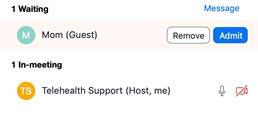 1 Waiting Message
M Mom (Guest) Remove Admit
1 In-meeting
TS Telehealth Support (Host, me)